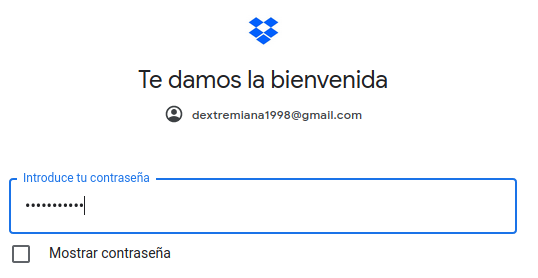 Te damos la bienvenida
dextremiana1998@gmail.com
Introduce tu contraseña
•••••••••••
Mostrar contraseña